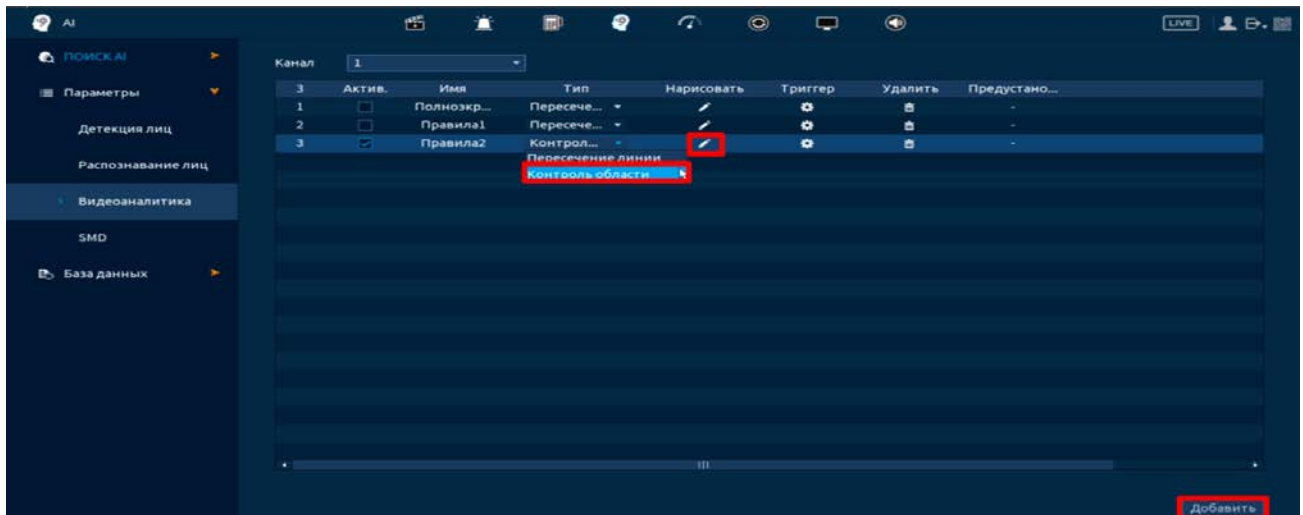 AI LIVE
ПОИСК AI
Параметры
Детекция лиц
Распознавание лиц
Видеоаналитика
SMD
База данных
Канал 1
3 Актив. Имя Тип Нарисовать Триггер Удалить Предустано...
1 Полноэкр... Пересече... -
2 Правила1 Пересече... -
3 Правила2 Контрол... -
Пересечение линии
Контроль области
Добавить